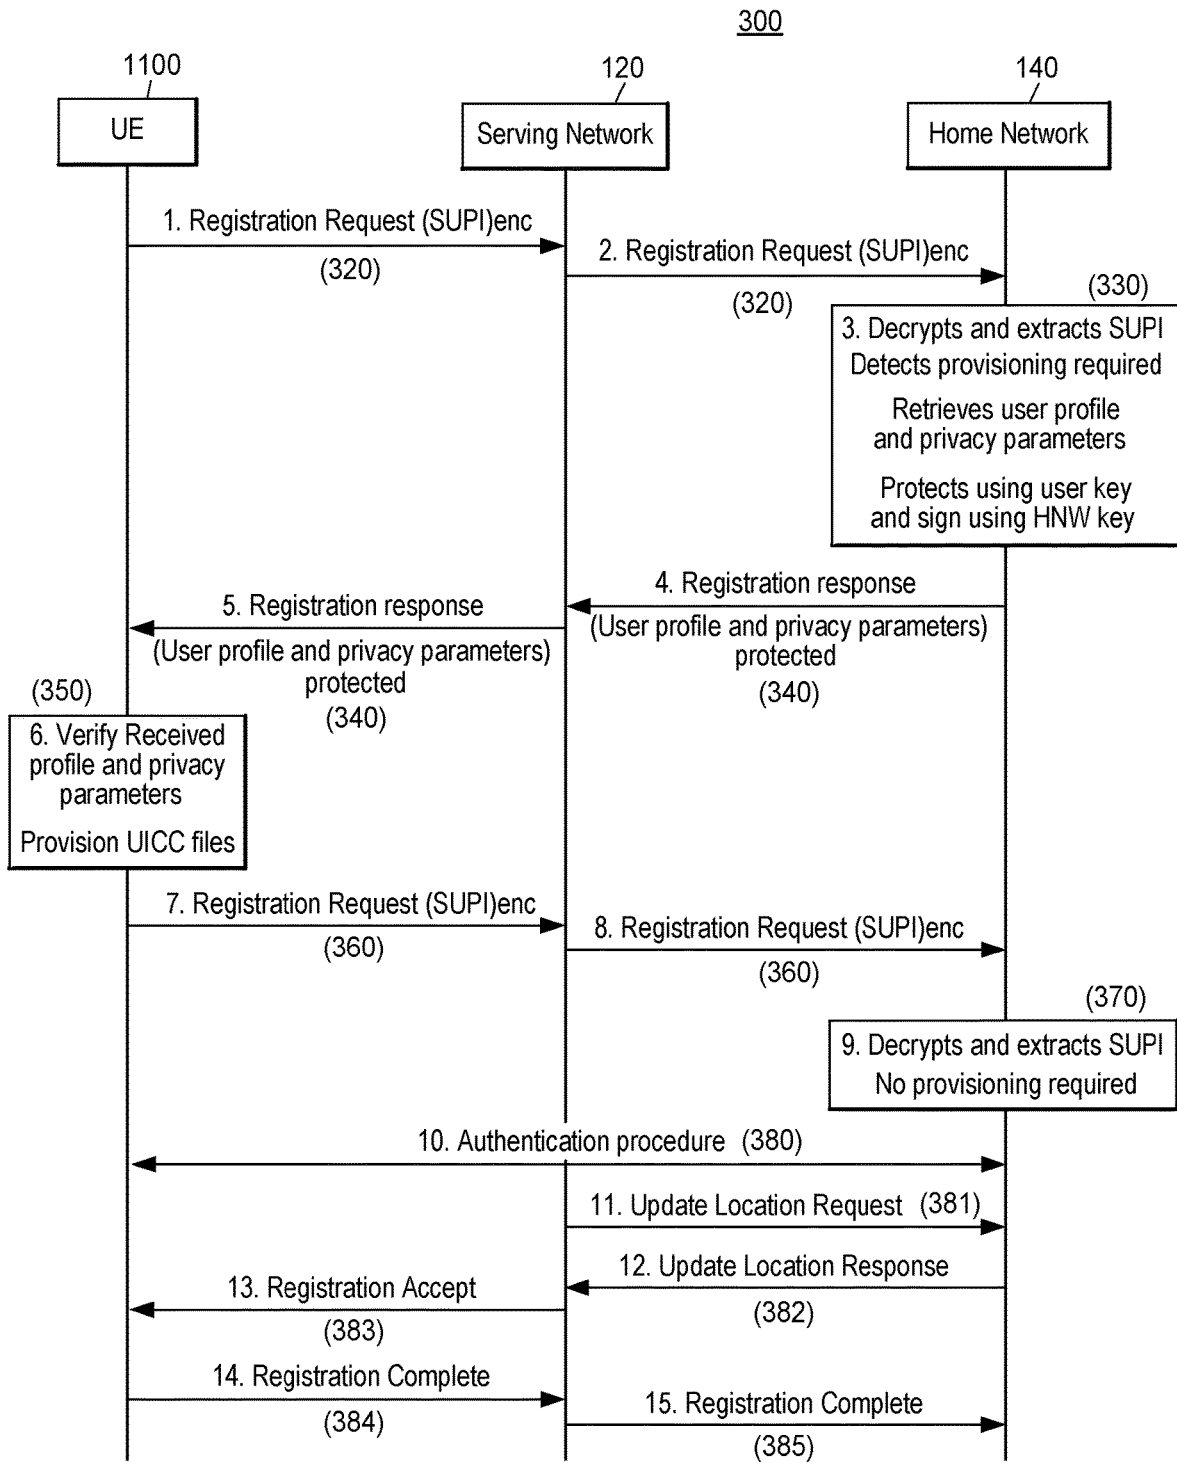 300
1100
120
140
UE
Serving Network
Home Network
1. Registration Request (SUPI)enc
(320)
2. Registration Request (SUPI)enc
(320)
(330)
3. Decrypts and extracts SUPI
Detects provisioning required
Retrieves user profile
and privacy parameters
Protects using user key
and sign using HNW key
4. Registration response
(User profile and privacy parameters)
protected
(340)
5. Registration response
(User profile and privacy parameters)
protected
(340)
(350)
6. Verify Received
profile and privacy
parameters
Provision UICC files
7. Registration Request (SUPI)enc
(360)
8. Registration Request (SUPI)enc
(360)
(370)
9. Decrypts and extracts SUPI
No provisioning required
10. Authentication procedure (380)
11. Update Location Request (381)
12. Update Location Response
(382)
13. Registration Accept
(383)
14. Registration Complete
(384)
15. Registration Complete
(385)